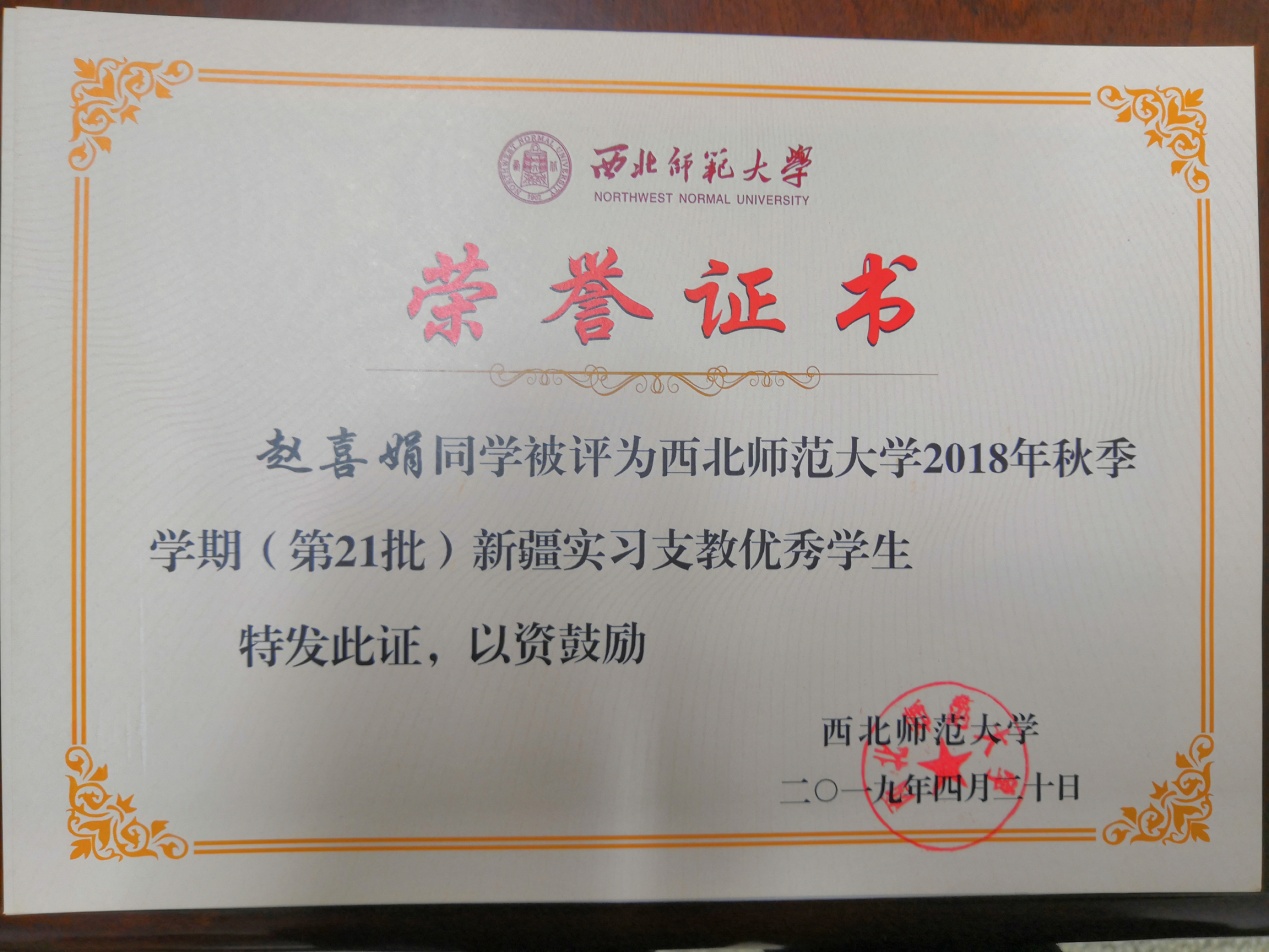 西北师范大学
NORTHWEST NORMAL UNIVERSITY
荣誉证书
赵喜娟同学被评为西北师范大学2018年秋季
学期（第21批）新疆实习支教优秀学生
特发此证，以资鼓励
西北师范大学
二〇一九年四月三十日